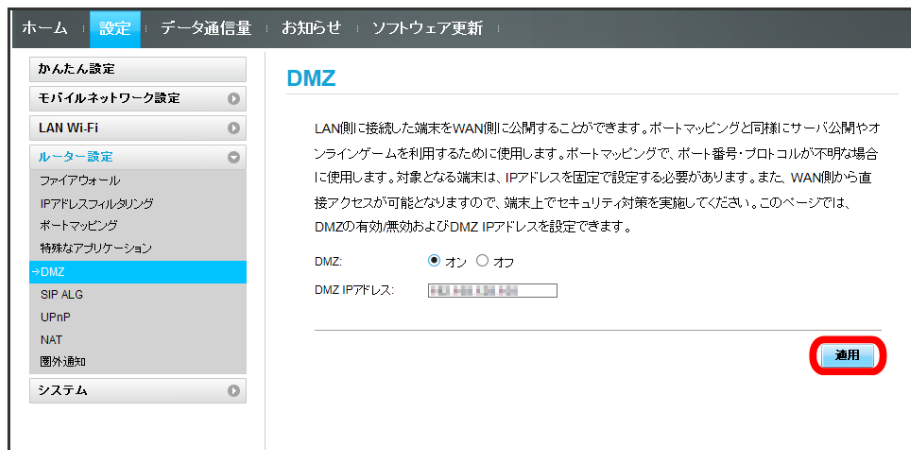 ホーム 設定 データ通信量 お知らせ ソフトウェア更新
かんたん設定
モバイルネットワーク設定
LAN Wi-Fi
ルーター設定
ファイアウォール
IPアドレスフィルタリング
ポートマッピング
特殊なアプリケーション
→DMZ
SIP ALG
UPnP
NAT
圏外通知
システム
DMZ
LAN側に接続した端末をWAN側に公開することができます。ポートマッピングと同様にサーバ公開やオ
ンラインゲームを利用するために使用します。ポートマッピングで、ポート番号・プロトコルが不明な場合
に使用します。対象となる端末は、IPアドレスを固定で設定する必要があります。また、WAN側から直
接アクセスが可能となりますので、端末上でセキュリティ対策を実施してください。このページでは、
DMZの有効/無効およびDMZ IPアドレスを設定できます。
DMZ: オン オフ
DMZ IPアドレス:
適用